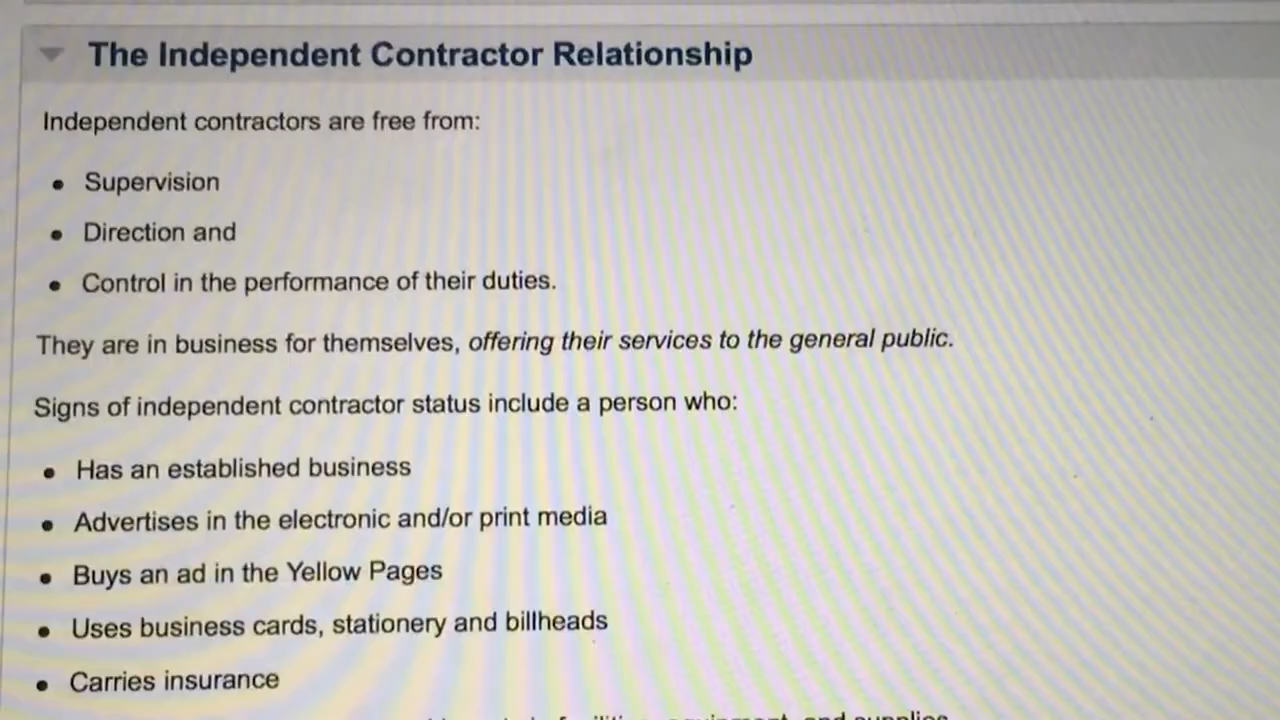 The Independent Contractor Relationship
Independent contractors are free from:
Supervision
Direction and
Control in the performance of their duties.
They are in business for themselves, offering their services to the general public.
Signs of independent contractor status include a person who:
Has an established business
Advertises in the electronic and/or print media
Buys an ad in the Yellow Pages
Uses business cards, stationery and billheads
Carries insurance
and supplies